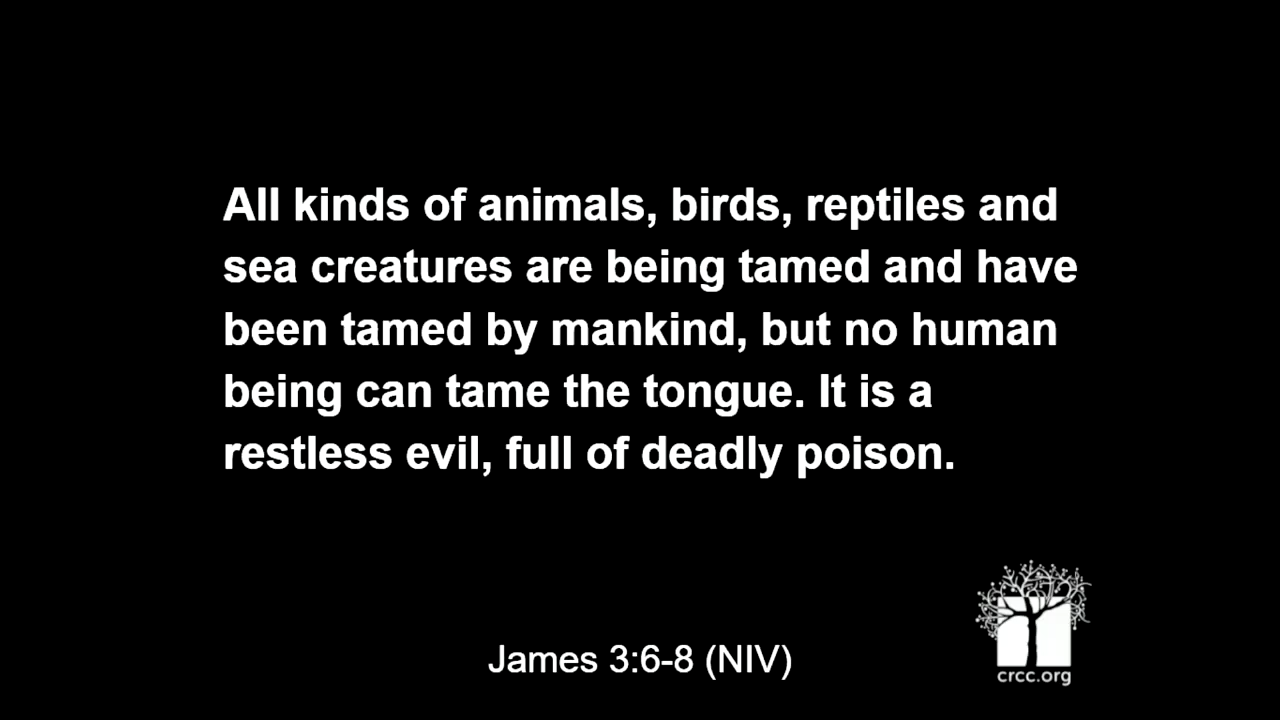 All kinds of animals, birds, reptiles and
sea creatures are being tamed and have
been tamed by mankind, but no human
being can tame the tongue. It is a
restless evil, full of deadly poison.
James 3:6-8 (NIV)
crcc.org